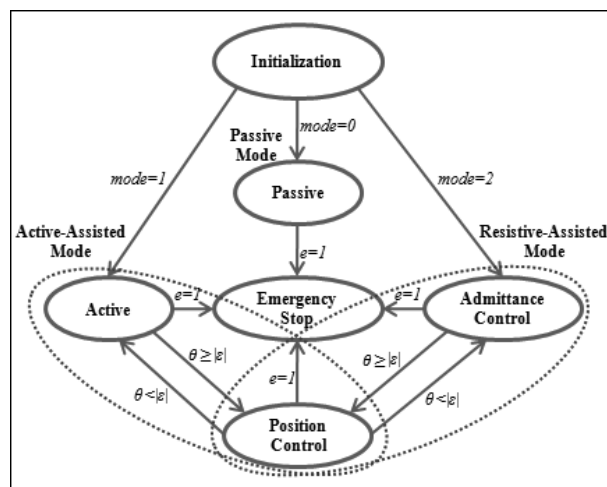 Initialization
mode=0
Passive
Mode
mode=1
Passive
mode=2
Active-Assisted
Mode
Resistive-Assisted
Mode
e=1
e=1
Emergency
Stop
e=1
Active
Admittance
Control
θ≥|ε|
θ≥|ε|
e=1
θ<|ε|
θ<|ε|
Position
Control